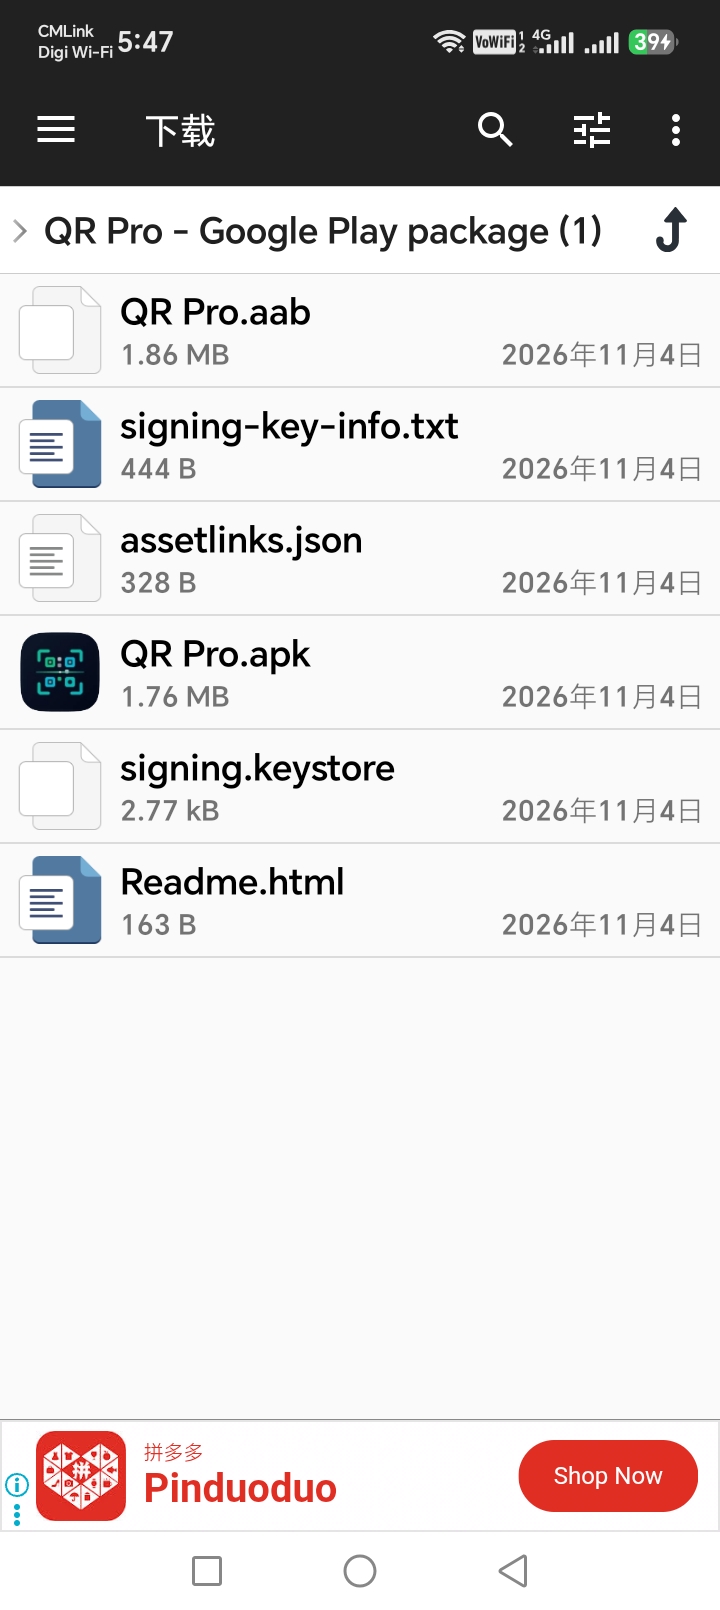 CMLink
Digi Wi-Fi
5:47
VoWiFi 1 2
4G
39
下载
QR Pro - Google Play package (1)
QR Pro.aab
1.86 MB
2026年11月4日
signing-key-info.txt
444 B
2026年11月4日
assetlinks.json
328 B
2026年11月4日
QR Pro.apk
1.76 MB
2026年11月4日
signing.keystore
2.77 kB
2026年11月4日
Readme.html
163 B
2026年11月4日
拼
拼多多
Pinduoduo
Shop Now